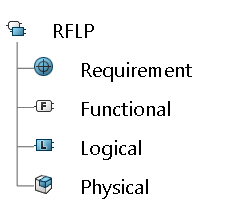 RFLP
Requirement
F Functional
L Logical
Physical